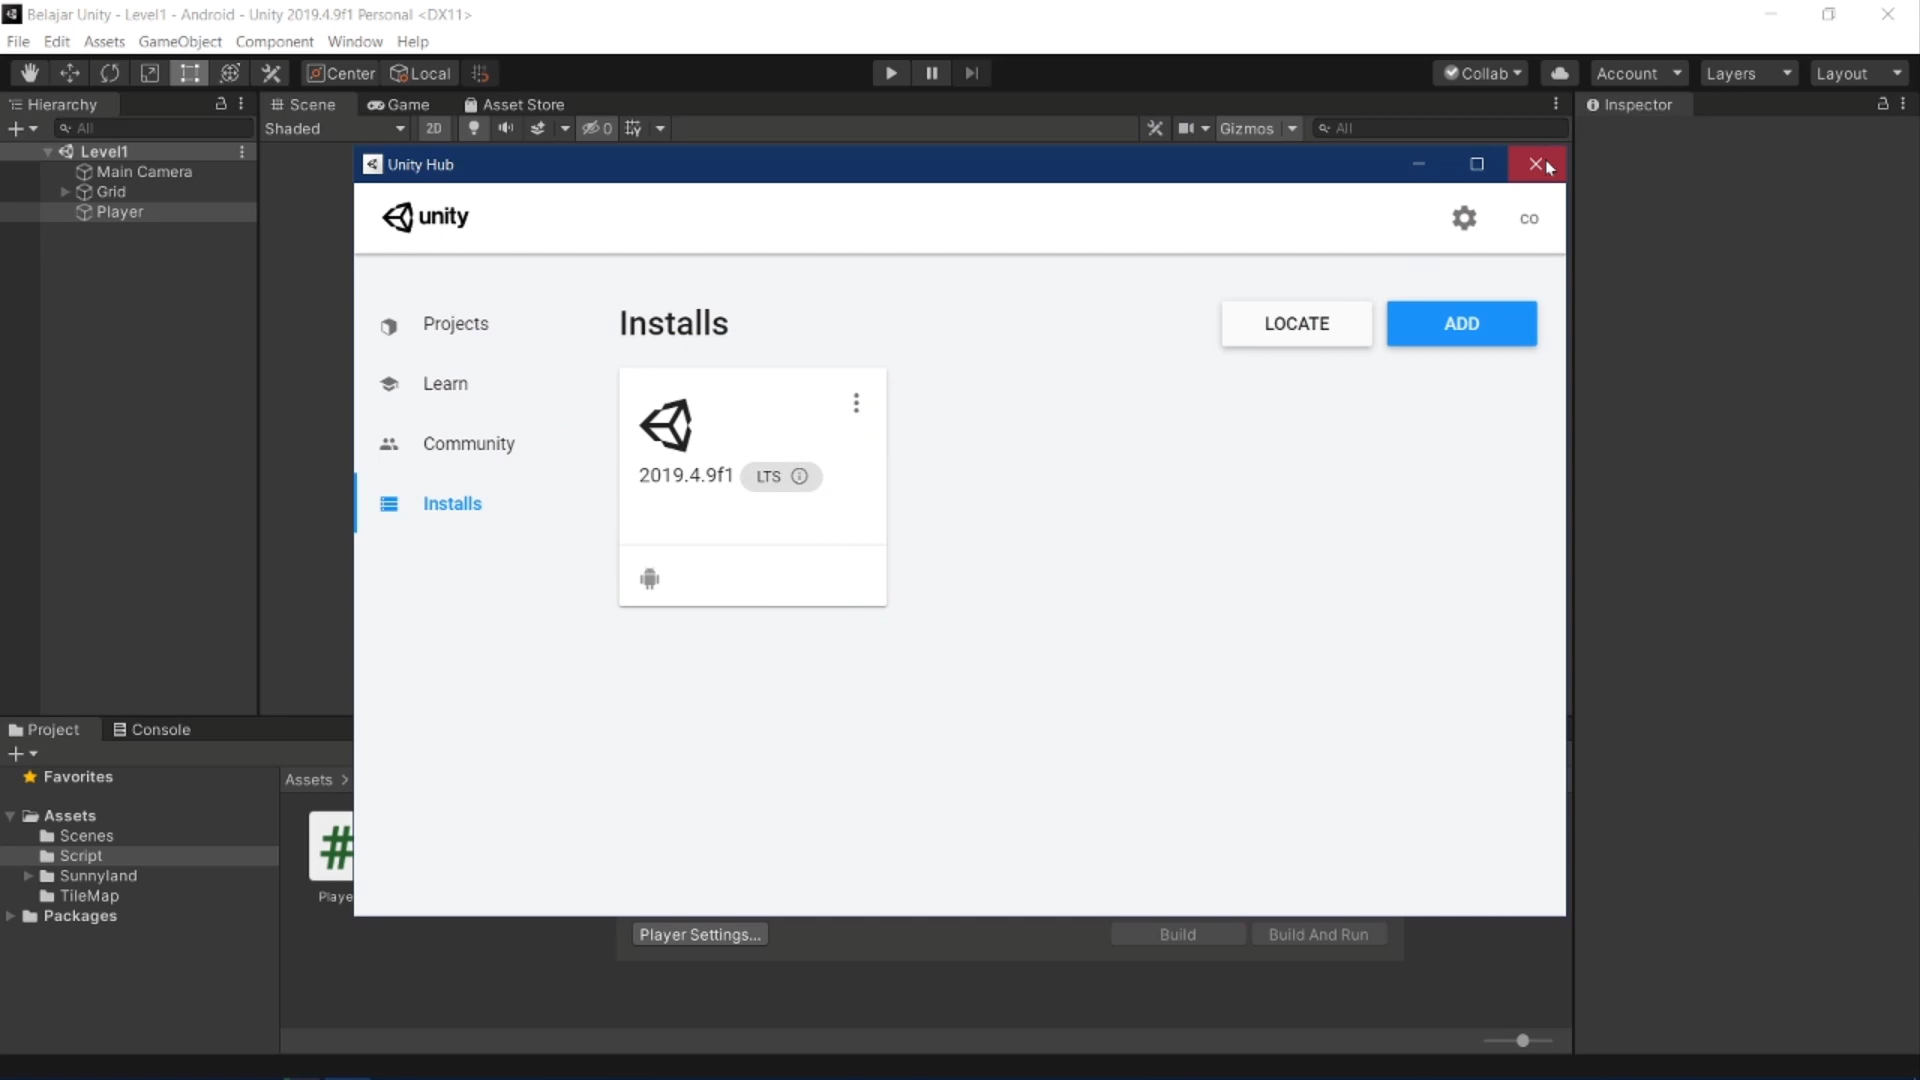 Belajar Unity - Level1 - Android - Unity 2019.4.9f1 Personal <DX11>
File Edit Assets GameObject Component Window Help
Center Local Collab Account Layers Layout
Hierarchy Scene Game Asset Store Inspector
All Shaded 2D 0 Gizmos All
Level1
Main Camera
Grid
Player
Unity Hub
unity
CO
Projects
Learn
Community
Installs
Installs
LOCATE ADD
2019.4.9f1 LTS
Project Console
Favorites
Assets >
Assets
Scenes
Script
Sunnyland
TileMap
Packages
#
Playe
Player Settings... Build Build And Run